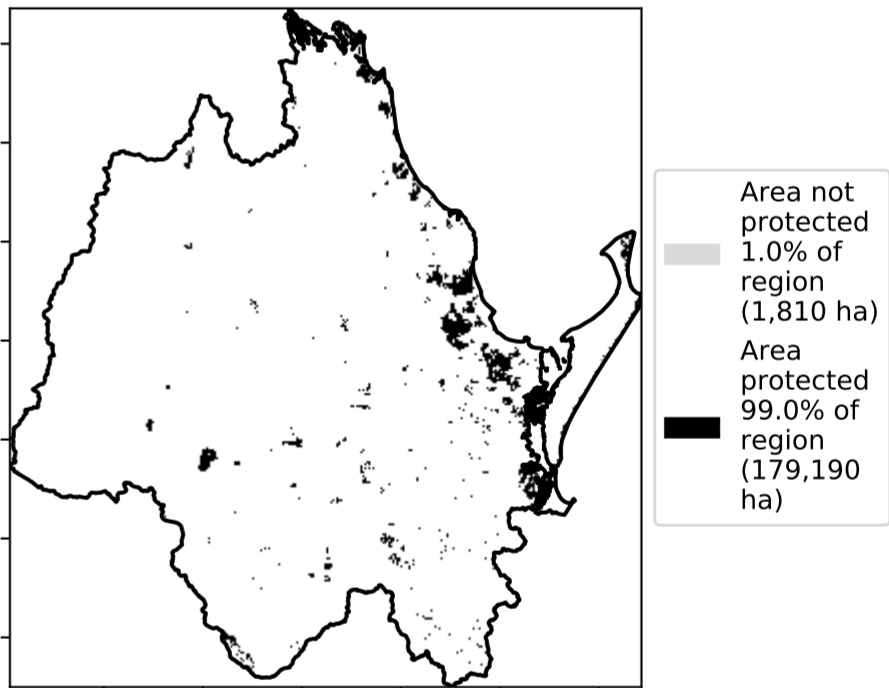 Area not
protected
1.0% of
region
(1,810 ha)
Area
protected
99.0% of
region
(179,190
ha)